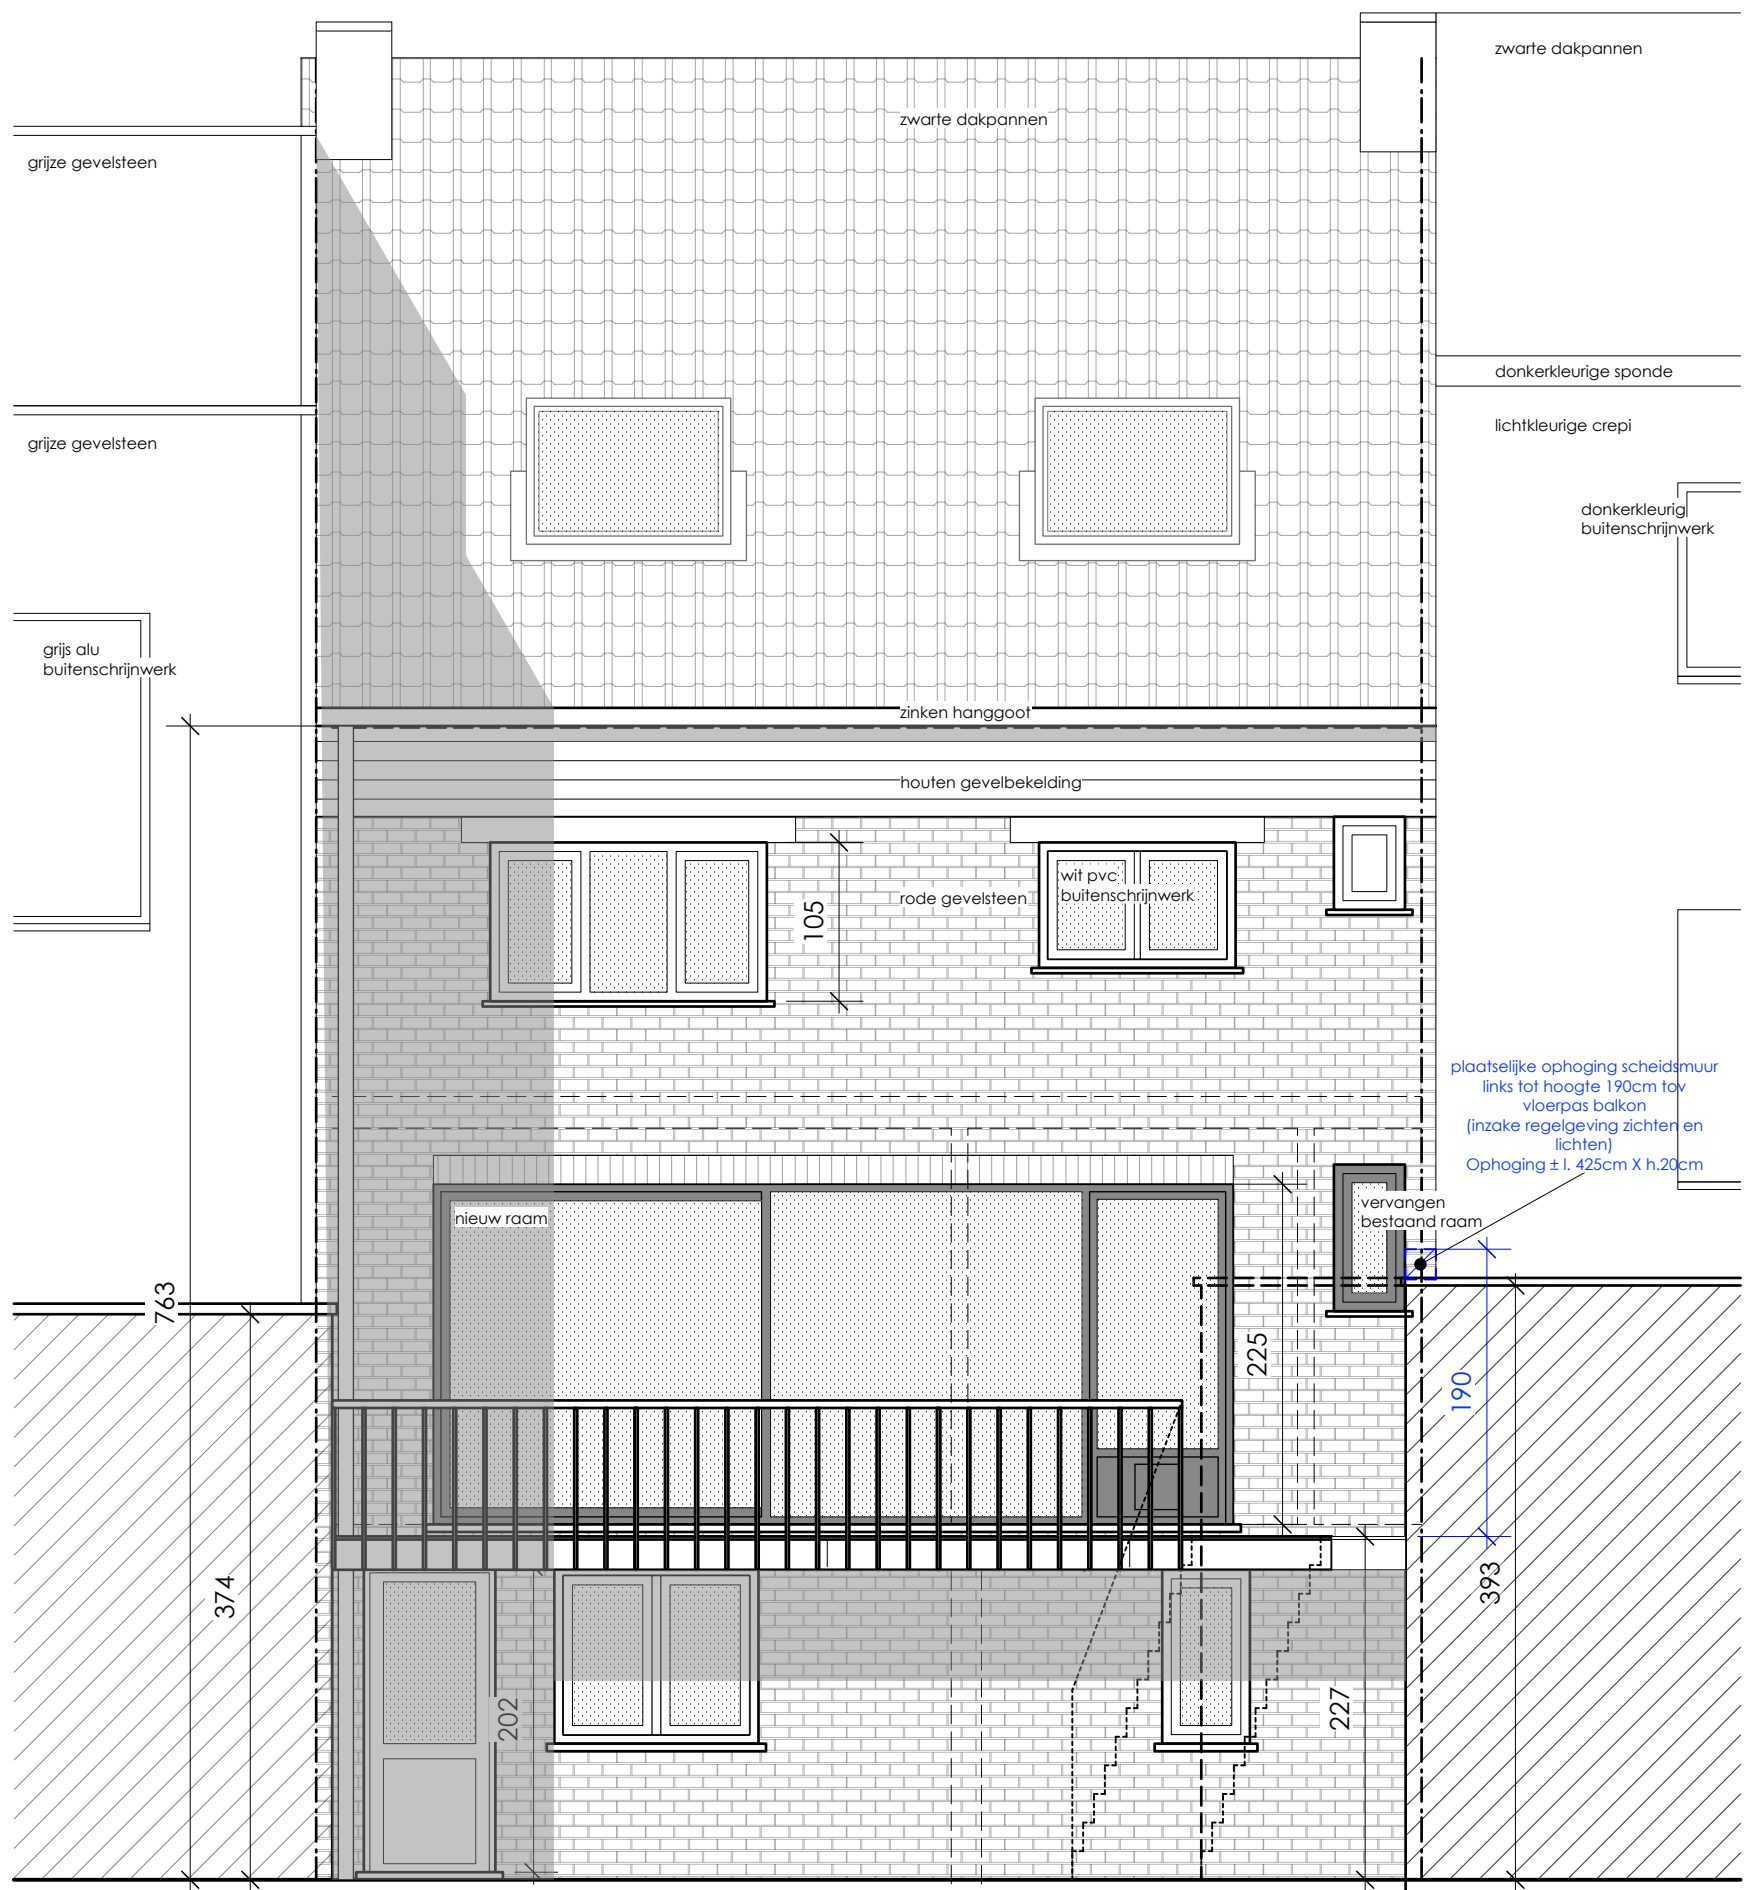 zwarte dakpannen
zwarte dakpannen
grijze gevelsteen
donkerkleurige sponde
lichtkleurige crepi
grijze gevelsteen
donkerkleurig
buitenschrijnwerk
grijs alu
buitenschrijnwerk
zinken hanggoot
houten gevelbekelding
wit pvc
buitenschrijnwerk
rode gevelsteen
105
plaatselijke ophoging scheidsmuur
links tot hoogte 190cm tov
vloerpas balkon
(inzake regelgeving zichten en
lichten)
Ophoging ± l. 425cm X h.20cm
vervangen
bestaand raam
nieuw raam
763
225
190
374
393
202
227